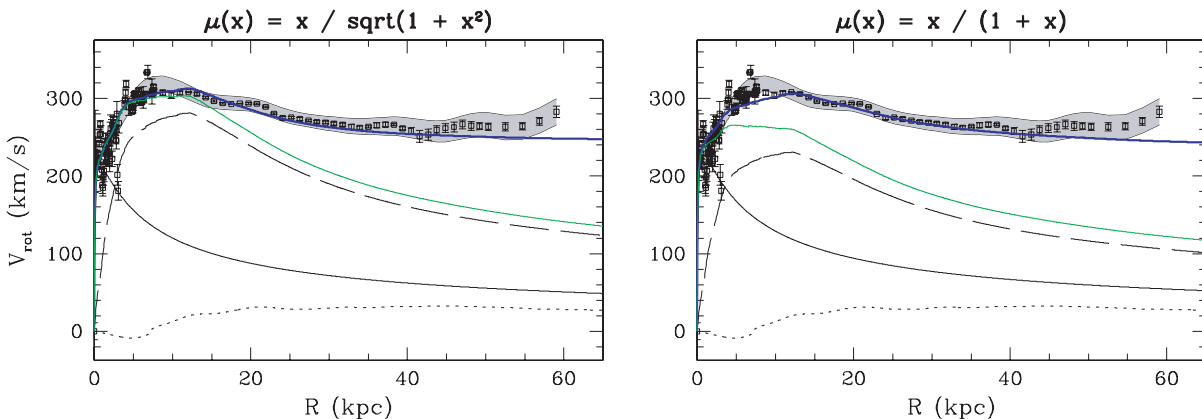 μ(x) = x / sqrt(1 + x²)
μ(x) = x / (1 + x)
V_rot (km/s)
300
200
100
0
300
200
100
0
0 20 40 60
0 20 40 60
R (kpc)
R (kpc)